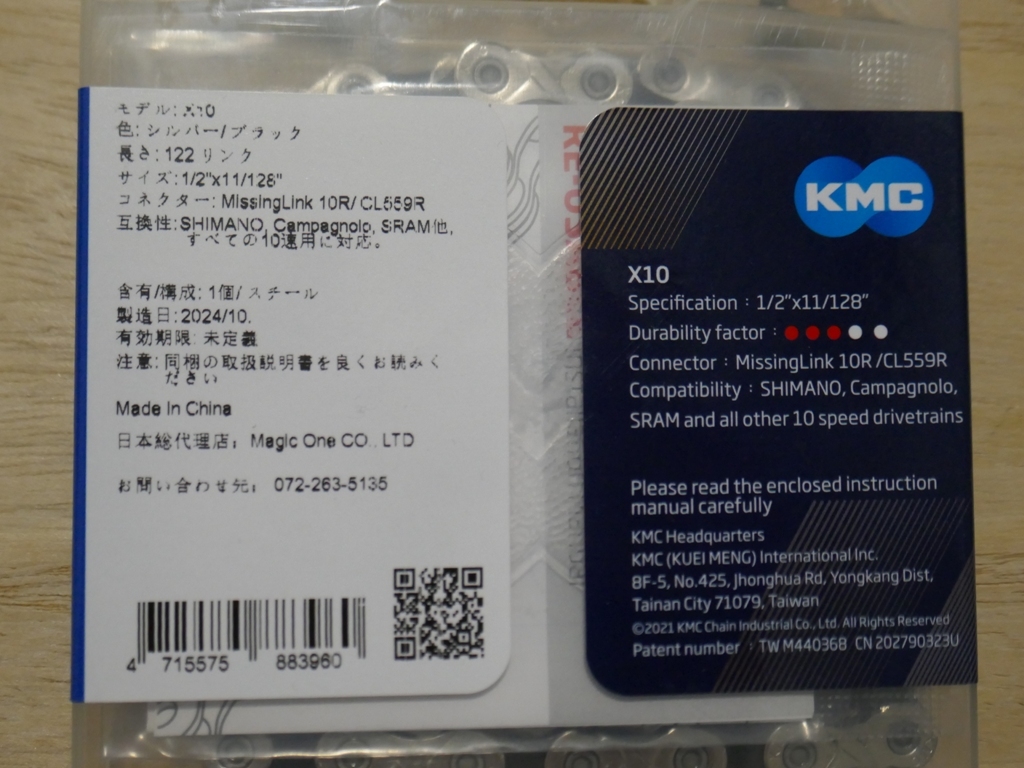 モデル: X10
色: シルバー/ブラック
長さ: 122 リンク
サイズ: 1/2"x11/128"
コネクター: MissingLink 10R/ CL559R
互換性: SHIMANO, Campagnolo, SRAM他,
すべての10速用に対応。
含有/構成: 1個/ スチール
製造日: 2024/10.
有効期限: 未定義
注意: 同梱の取扱説明書を良くお読みく
ださい
Made In China
日本総代理店: Magic One CO., LTD
お問い合わせ先: 072-263-5135
4 715575 883960
KMC
X10
Specification : 1/2"x11/128"
Durability factor :
Connector : MissingLink 10R /CL559R
Compatibility : SHIMANO, Campagnolo,
SRAM and all other 10 speed drivetrains
Please read the enclosed instruction
manual carefully
KMC Headquarters
KMC (KUEI MENG) International Inc.
8F-5, No.425, Jhonghua Rd, Yongkang Dist,
Tainan City 71079, Taiwan
©2021 KMC Chain Industrial Co., Ltd. All Rights Reserved
Patent number : TW M440368 CN 202790323U